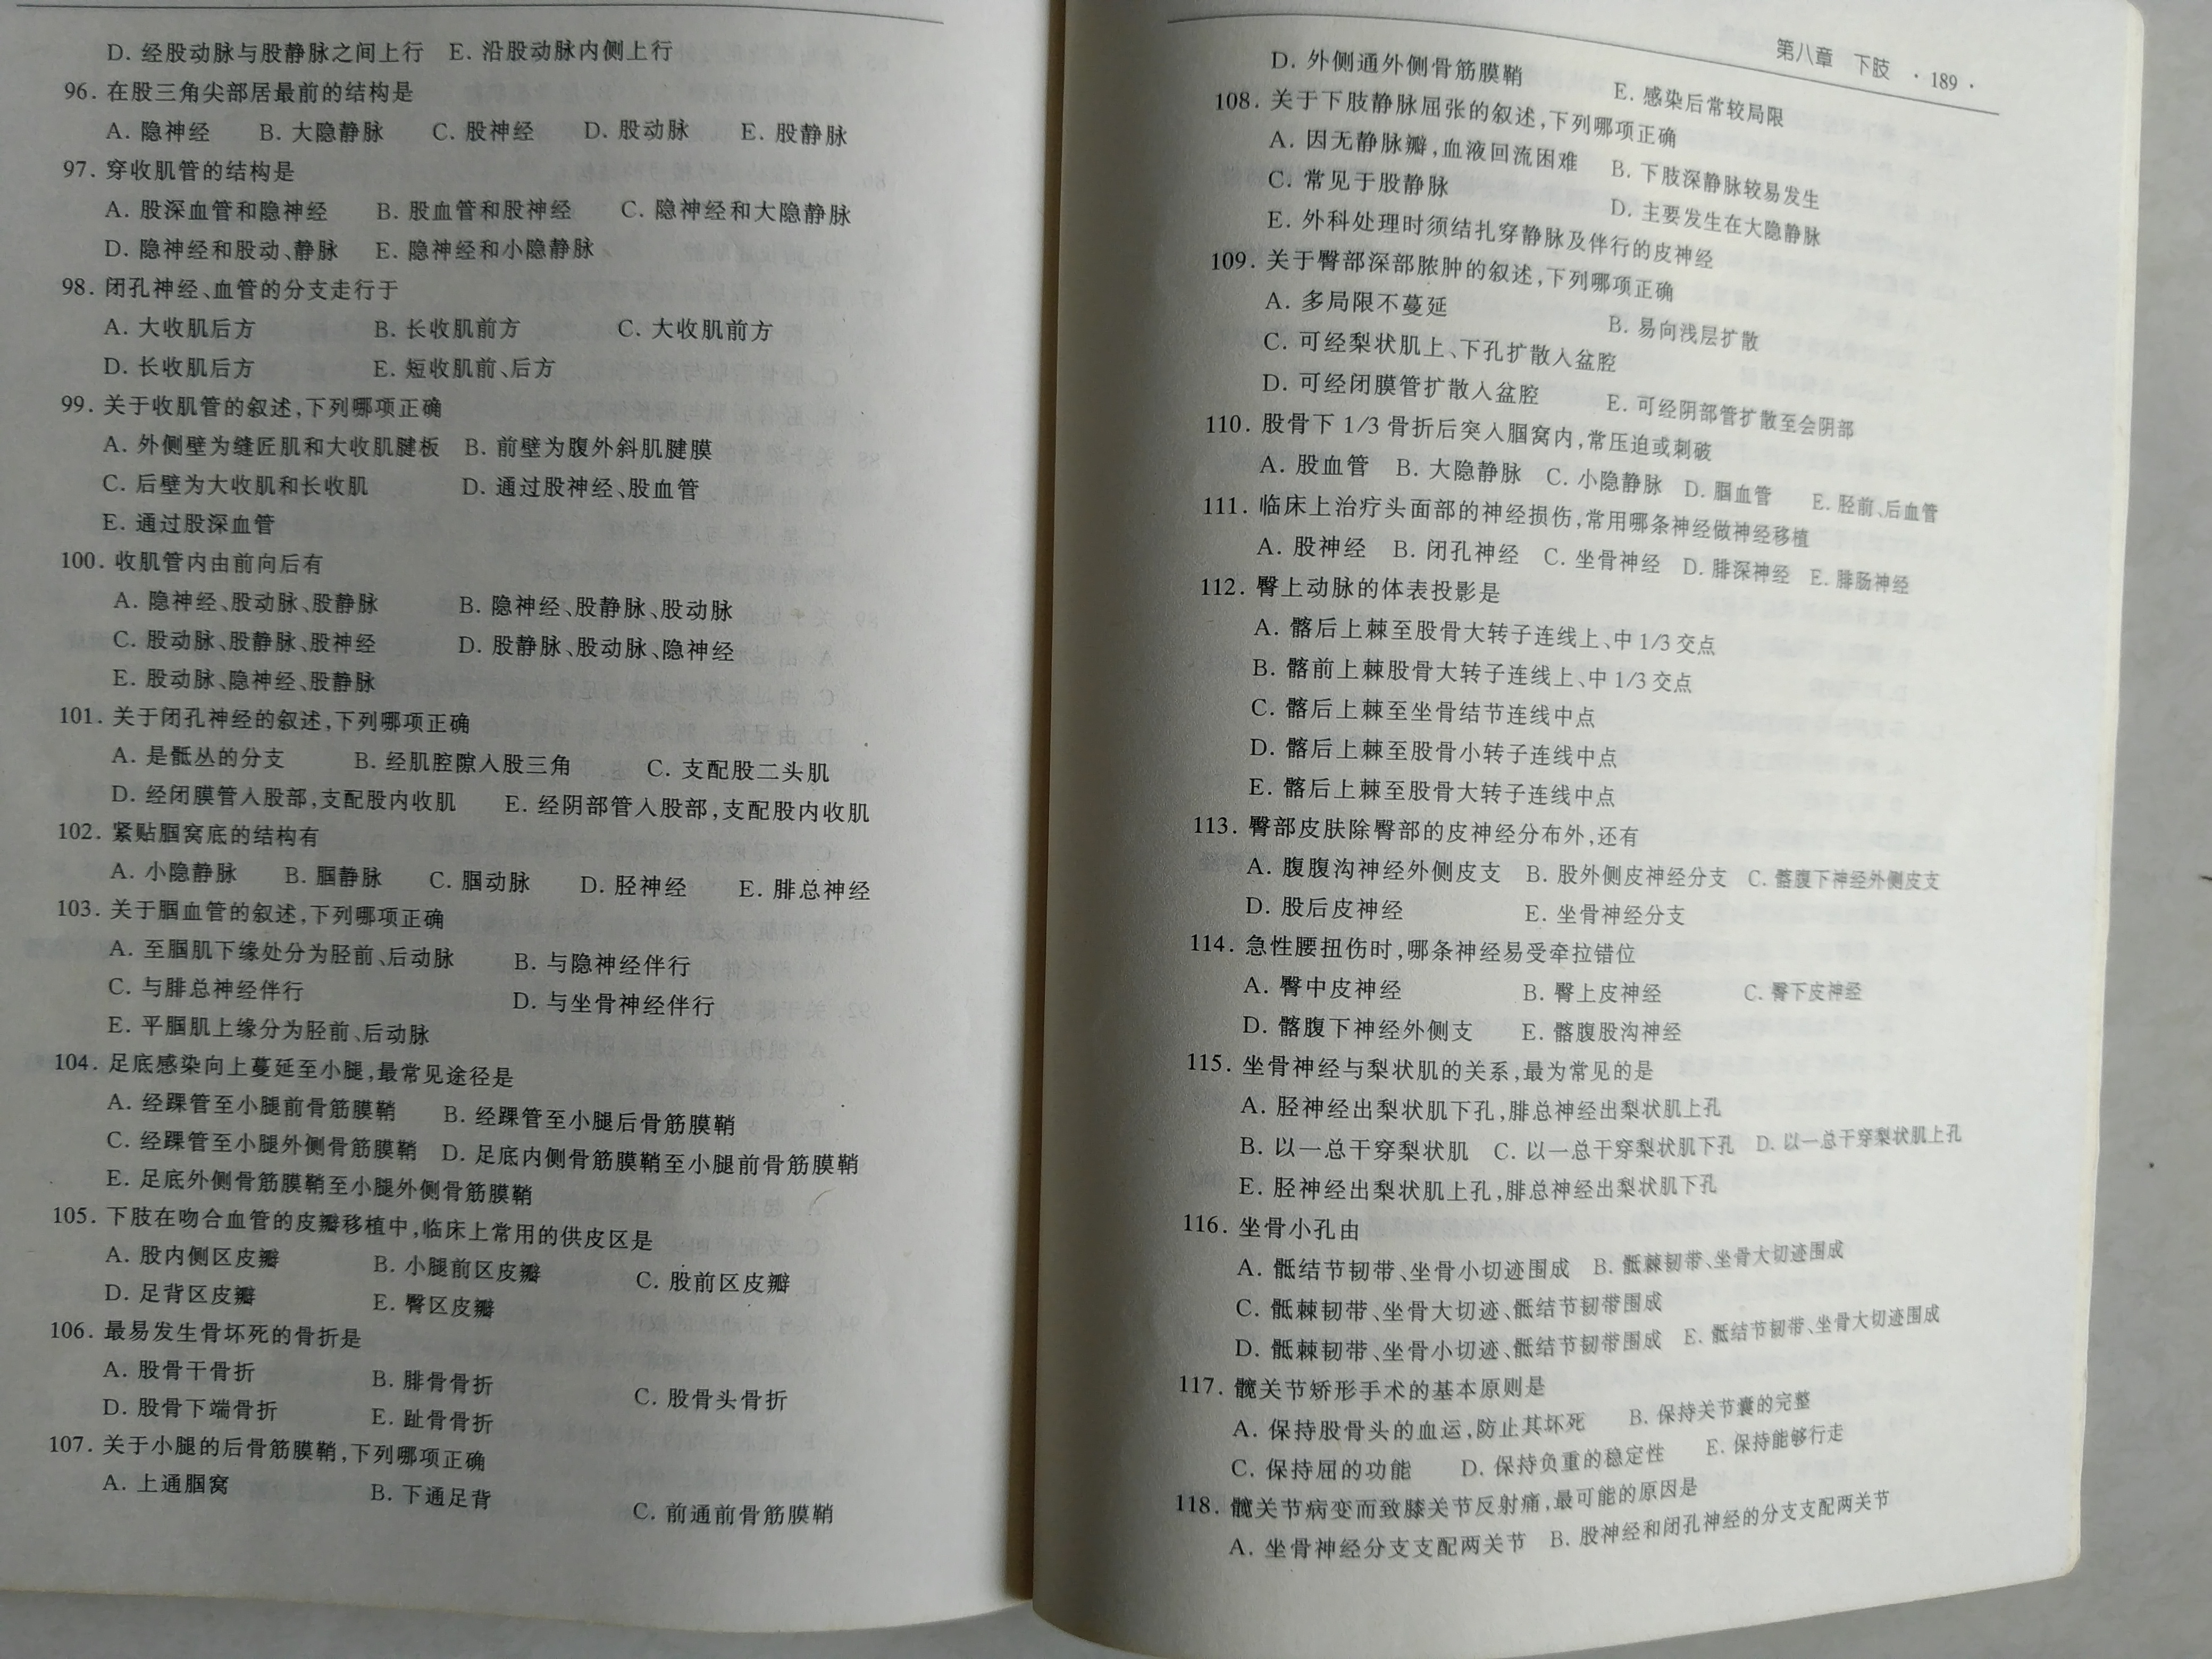 D. 经股动脉与股静脉之间上行 E. 沿股动脉内侧上行
96. 在股三角尖部居最前的结构是
A. 隐神经 B. 大隐静脉 C. 股神经 D. 股动脉 E. 股静脉
97. 穿收肌管的结构是
A. 股深血管和隐神经 B. 股血管和股神经 C. 隐神经和大隐静脉
D. 隐神经和股动、静脉 E. 隐神经和小隐静脉
98. 闭孔神经、血管的分支走行于
A. 大收肌后方 B. 长收肌前方 C. 大收肌前方
D. 长收肌后方 E. 短收肌前、后方
99. 关于收肌管的叙述,下列哪项正确
A. 外侧壁为缝匠肌和大收肌腱板 B. 前壁为腹外斜肌腱膜
C. 后壁为大收肌和长收肌 D. 通过股神经、股血管
E. 通过股深血管
100. 收肌管内由前向后有
A. 隐神经、股动脉、股静脉 B. 隐神经、股静脉、股动脉
C. 股动脉、股静脉、股神经 D. 股静脉、股动脉、隐神经
E. 股动脉、隐神经、股静脉
101. 关于闭孔神经的叙述,下列哪项正确
A. 是骶丛的分支 B. 经肌腔隙入股三角 C. 支配股二头肌
D. 经闭膜管入股部,支配股内收肌 E. 经阴部管入股部,支配股内收肌
102. 紧贴腘窝底的结构有
A. 小隐静脉 B. 腘静脉 C. 腘动脉 D. 胫神经 E. 腓总神经
103. 关于腘血管的叙述,下列哪项正确
A. 至腘肌下缘处分为胫前、后动脉 B. 与隐神经伴行
C. 与腓总神经伴行 D. 与坐骨神经伴行
E. 平腘肌上缘分为胫前、后动脉
104. 足底感染向上蔓延至小腿,最常见途径是
A. 经踝管至小腿前骨筋膜鞘 B. 经踝管至小腿后骨筋膜鞘
C. 经踝管至小腿外侧骨筋膜鞘 D. 足底内侧骨筋膜鞘至小腿前骨筋膜鞘
E. 足底外侧骨筋膜鞘至小腿外侧骨筋膜鞘
105. 下肢在吻合血管的皮瓣移植中,临床上常用的供皮区是
A. 股内侧区皮瓣 B. 小腿前区皮瓣 C. 股前区皮瓣
D. 足背区皮瓣 E. 臀区皮瓣
106. 最易发生骨坏死的骨折是
A. 股骨干骨折 B. 腓骨骨折 C. 股骨头骨折
D. 股骨下端骨折 E. 趾骨骨折
107. 关于小腿的后骨筋膜鞘,下列哪项正确
A. 上通腘窝 B. 下通足背 C. 前通前骨筋膜鞘
第八章 下肢 · 189 ·
D. 外侧通外侧骨筋膜鞘 E. 感染后常较局限
108. 关于下肢静脉屈张的叙述,下列哪项正确
A. 因无静脉瓣,血液回流困难 B. 下肢深静脉较易发生
C. 常见于股静脉 D. 主要发生在大隐静脉
E. 外科处理时须结扎穿静脉及伴行的皮神经
109. 关于臀部深部脓肿的叙述,下列哪项正确
A. 多局限不蔓延 B. 易向浅层扩散
C. 可经梨状肌上、下孔扩散入盆腔
D. 可经闭膜管扩散入盆腔 E. 可经阴部管扩散至会阴部
110. 股骨下 1/3 骨折后突入腘窝内,常压迫或刺破
A. 股血管 B. 大隐静脉 C. 小隐静脉 D. 腘血管 E. 胫前、后血管
111. 临床上治疗头面部的神经损伤,常用哪条神经做神经移植
A. 股神经 B. 闭孔神经 C. 坐骨神经 D. 腓深神经 E. 腓肠神经
112. 臀上动脉的体表投影是
A. 髂后上棘至股骨大转子连线上、中 1/3 交点
B. 髂前上棘股骨大转子连线上、中 1/3 交点
C. 髂后上棘至坐骨结节连线中点
D. 髂后上棘至股骨小转子连线中点
E. 髂后上棘至股骨大转子连线中点
113. 臀部皮肤除臀部的皮神经分布外,还有
A. 腹腹沟神经外侧皮支 B. 股外侧皮神经分支 C. 髂腹下神经外侧皮支
D. 股后皮神经 E. 坐骨神经分支
114. 急性腰扭伤时,哪条神经易受牵拉错位
A. 臀中皮神经 B. 臀上皮神经 C. 臀下皮神经
D. 髂腹下神经外侧支 E. 髂腹股沟神经
115. 坐骨神经与梨状肌的关系,最为常见的是
A. 胫神经出梨状肌下孔,腓总神经出梨状肌上孔
B. 以一总干穿梨状肌 C. 以一总干穿梨状肌下孔 D. 以一总干穿梨状肌上孔
E. 胫神经出梨状肌上孔,腓总神经出梨状肌下孔
116. 坐骨小孔由
A. 骶结节韧带、坐骨小切迹围成 B. 骶棘韧带、坐骨大切迹围成
C. 骶棘韧带、坐骨大切迹、骶结节韧带围成
D. 骶棘韧带、坐骨小切迹、骶结节韧带围成 E. 骶结节韧带、坐骨大切迹围成
117. 髋关节矫形手术的基本原则是
A. 保持股骨头的血运,防止其坏死 B. 保持关节囊的完整
C. 保持屈的功能 D. 保持负重的稳定性 E. 保持能够行走
118. 髋关节病变而致膝关节反射痛,最可能的原因是
A. 坐骨神经分支支配两关节 B. 股神经和闭孔神经的分支支配两关节